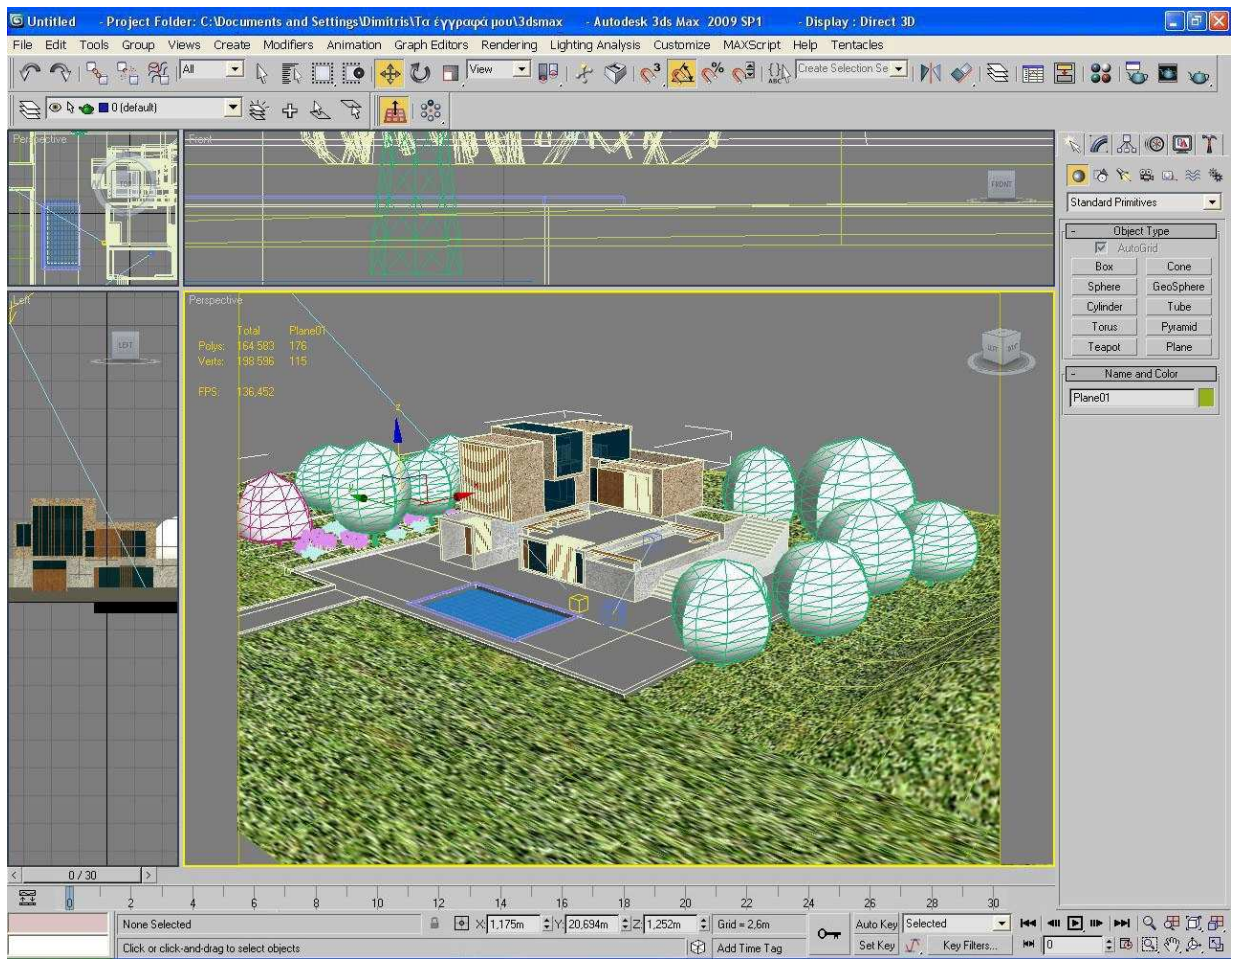 Untitled - Project Folder: C:\Documents and Settings\Dimitris\Τα έγγραφά μου\3dsmax - Autodesk 3ds Max 2009 SP1 - Display : Direct 3D
File Edit Tools Group Views Create Modifiers Animation Graph Editors Rendering Lighting Analysis Customize MAXScript Help Tentacles
All View 3 Create Selection Se
0 (default)
Perspective Front
TOP FRONT
Standard Primitives
Object Type
AutoGrid
Box Cone
Sphere GeoSphere
Cylinder Tube
Torus Pyramid
Teapot Plane
Name and Color
Plane01
Left Perspective
LEFT
Total Plane01
Polys: 164 583 176
Verts: 198 596 115
FPS: 136,452
z
0 / 30
0 2 4 6 8 10 12 14 16 18 20 22 24 26 28 30
None Selected X: 1,175m Y: 20,694m Z: 1,252m Grid = 2,6m Auto Key Selected
Click or click-and-drag to select objects Add Time Tag Set Key Key Filters... 0